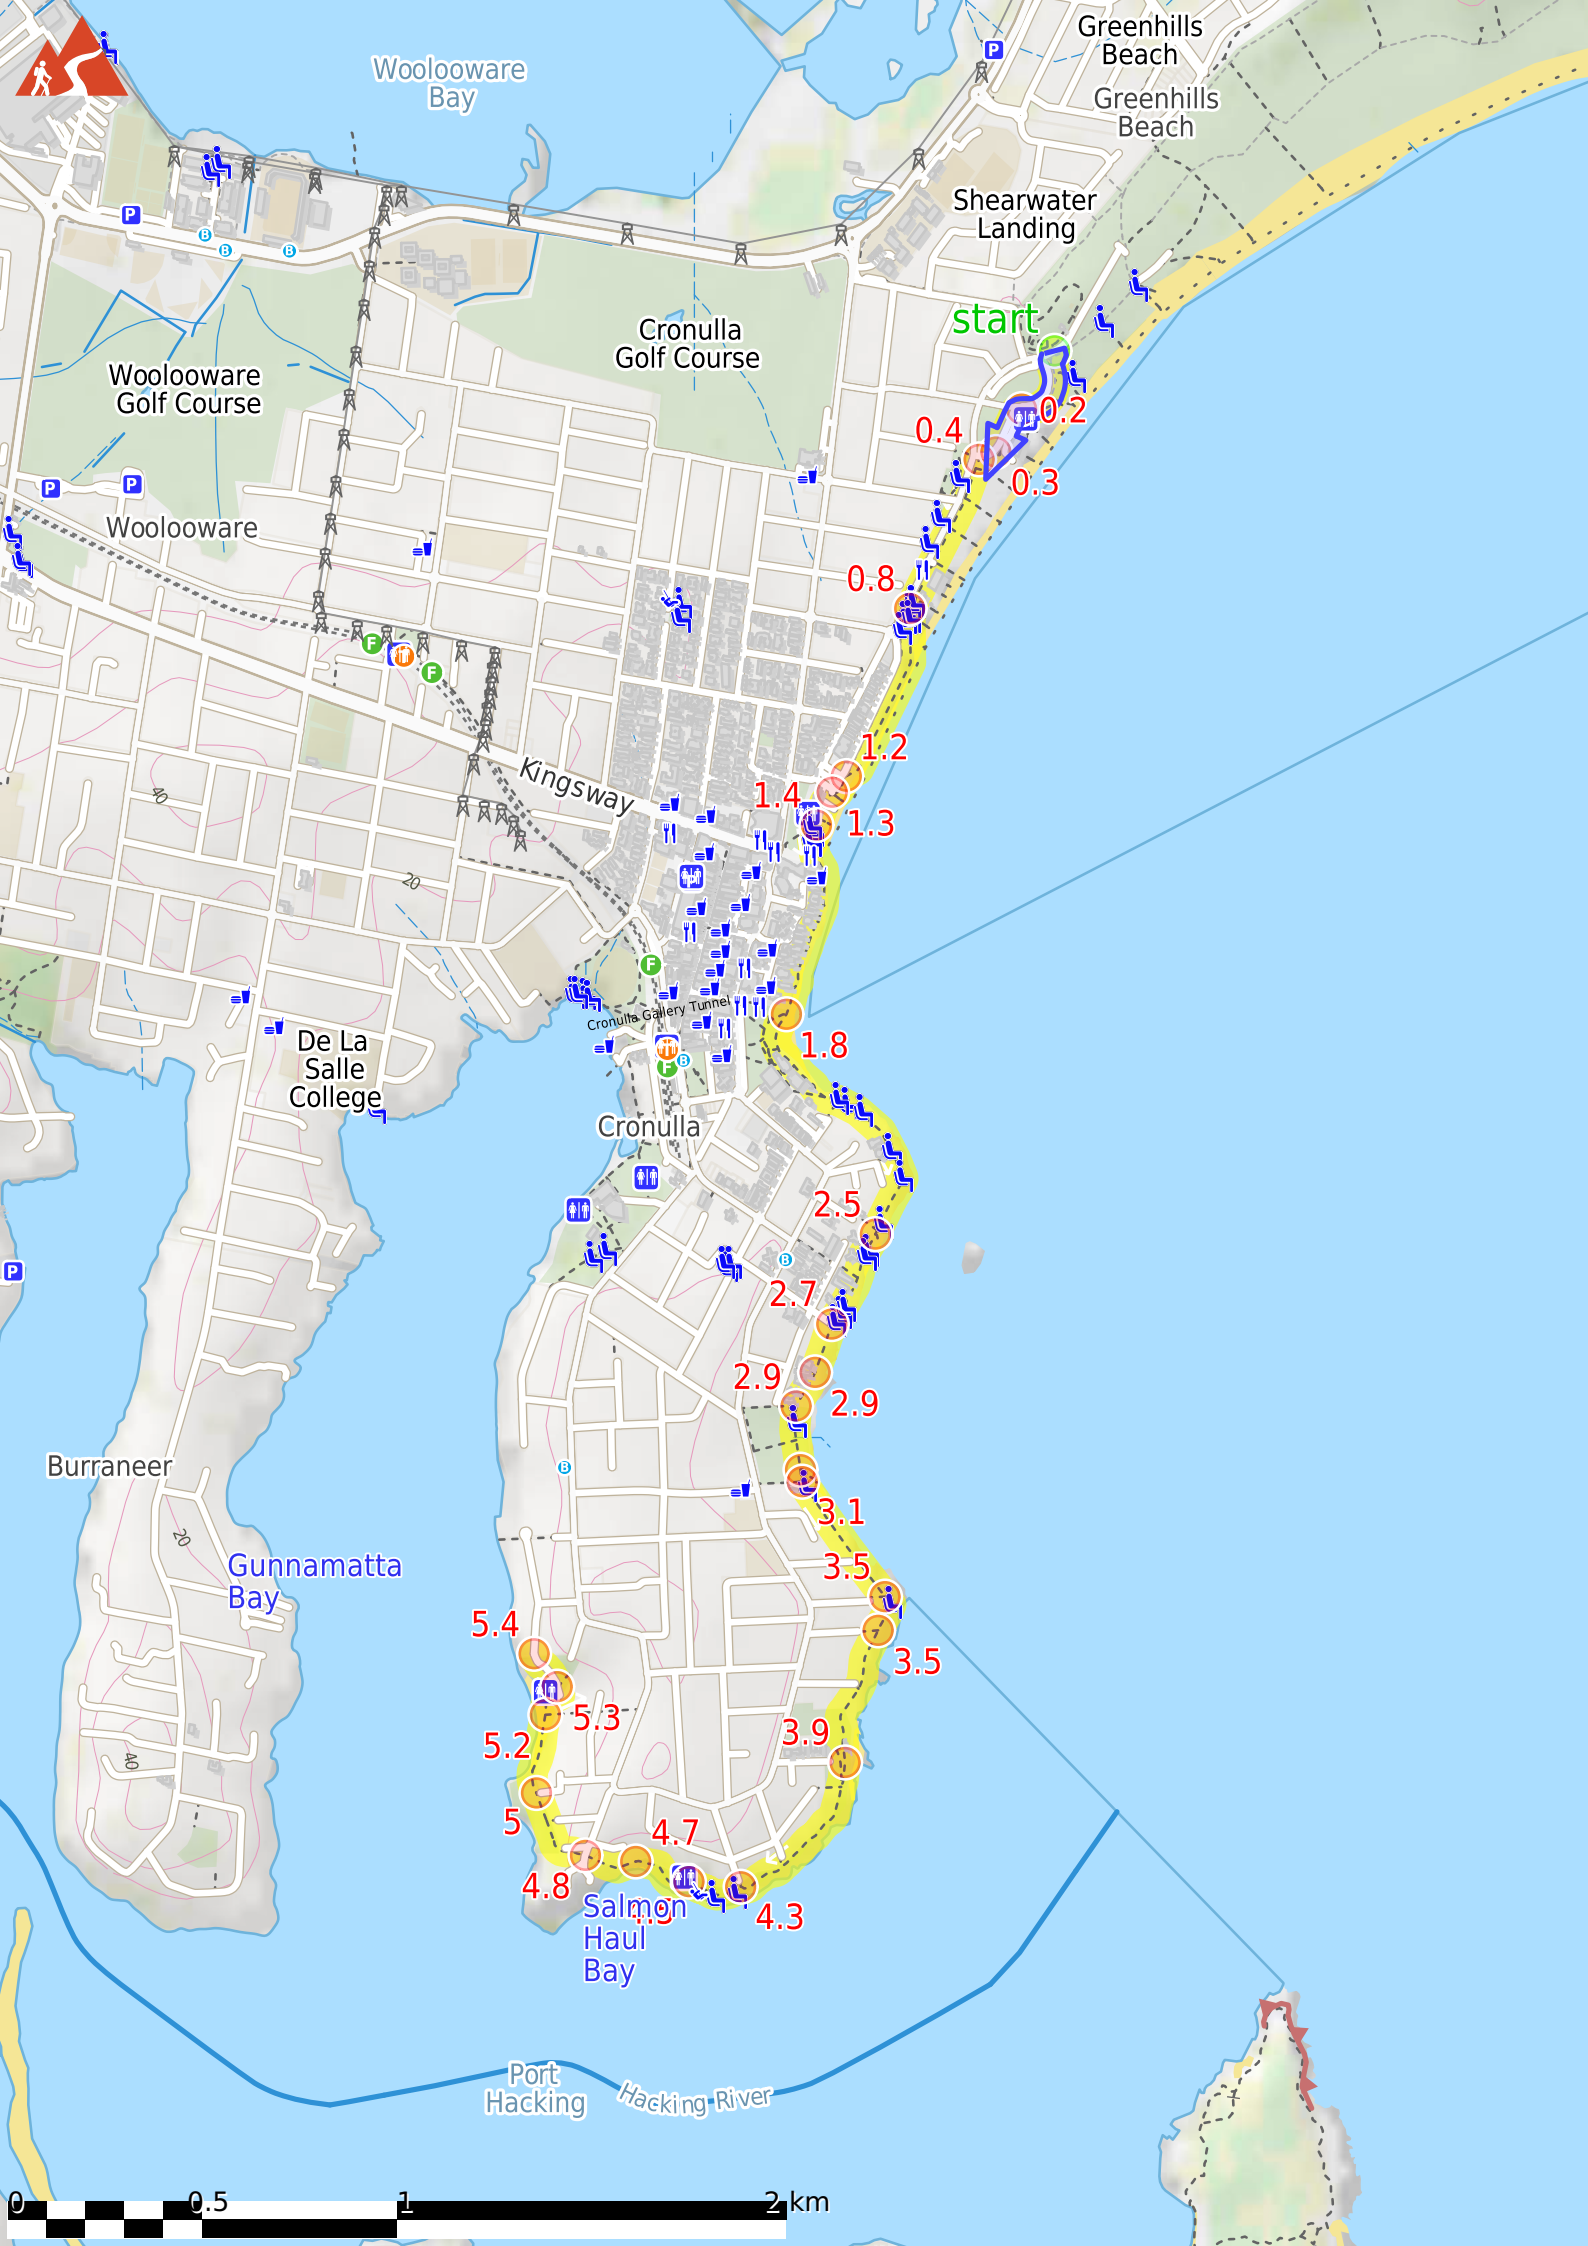 Greenhills
Beach
Woolooware
Bay
P
Greenhills
Beach
Shearwater
Landing
P
B
B
B
start
Cronulla
Golf Course
Woolooware
Golf Course
0.2
0.4
0.3
P
P
Woolooware
0.8
F
F
1.2
Kingsway
1.4
1.3
40
20
F
Cronulla Gallery Tunnel
1.8
De La
Salle
College
B
F
Cronulla
2.5
B
P
2.7
2.9
2.9
Burraneer
B
3.1
20
Gunnamatta
Bay
3.5
5.4
3.5
5.3
5.2
3.9
40
5
4.7
4.8
Salmon
Haul
Bay
4.3
Port
Hacking
Hacking River
0
0.5
1
2 km